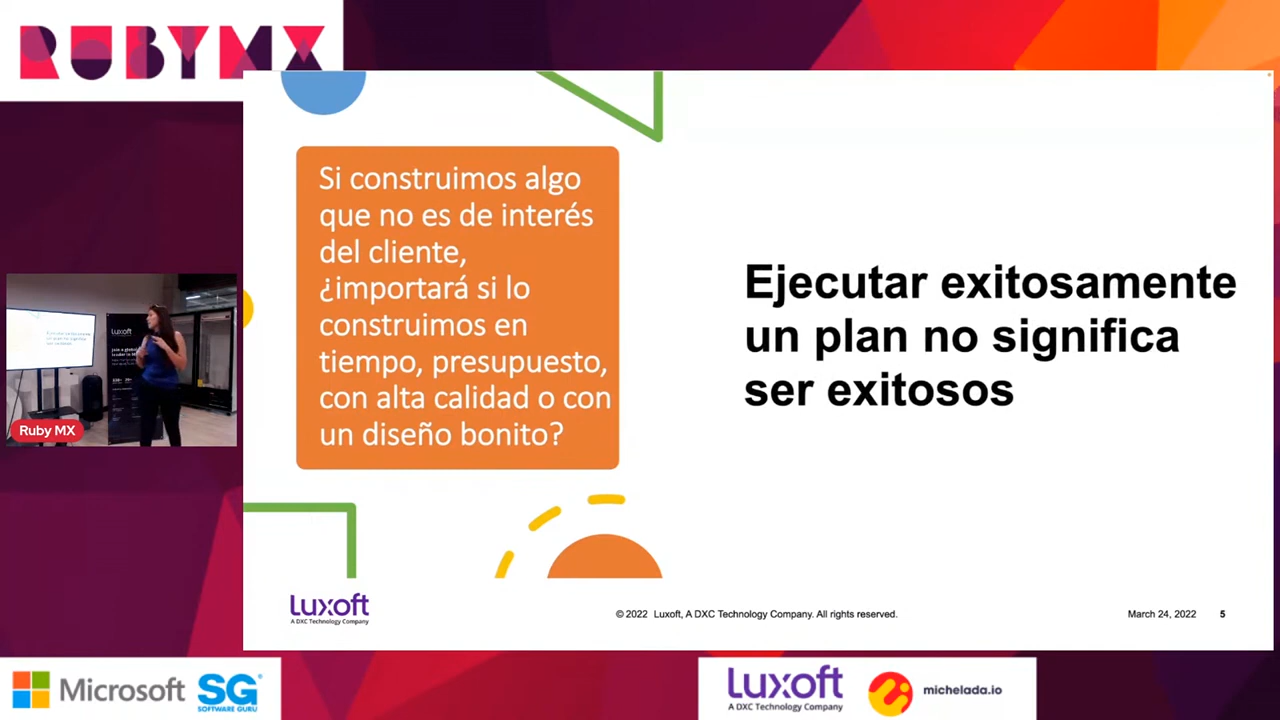 RUBYMX
Si construimos algo
que no es de interés
del cliente,
¿importará si lo
construimos en
tiempo, presupuesto,
con alta calidad o con
un diseño bonito?
Ejecutar exitosamente
un plan no significa
ser exitosos
luxoft
Ruby MX
Luxoft
A DXC Technology Company
© 2022 Luxoft, A DXC Technology Company. All rights reserved.
March 24, 2022 5
Microsoft
SG
SOFTWARE GURU
Luxoft
A DXC Technology Company
michelada.io